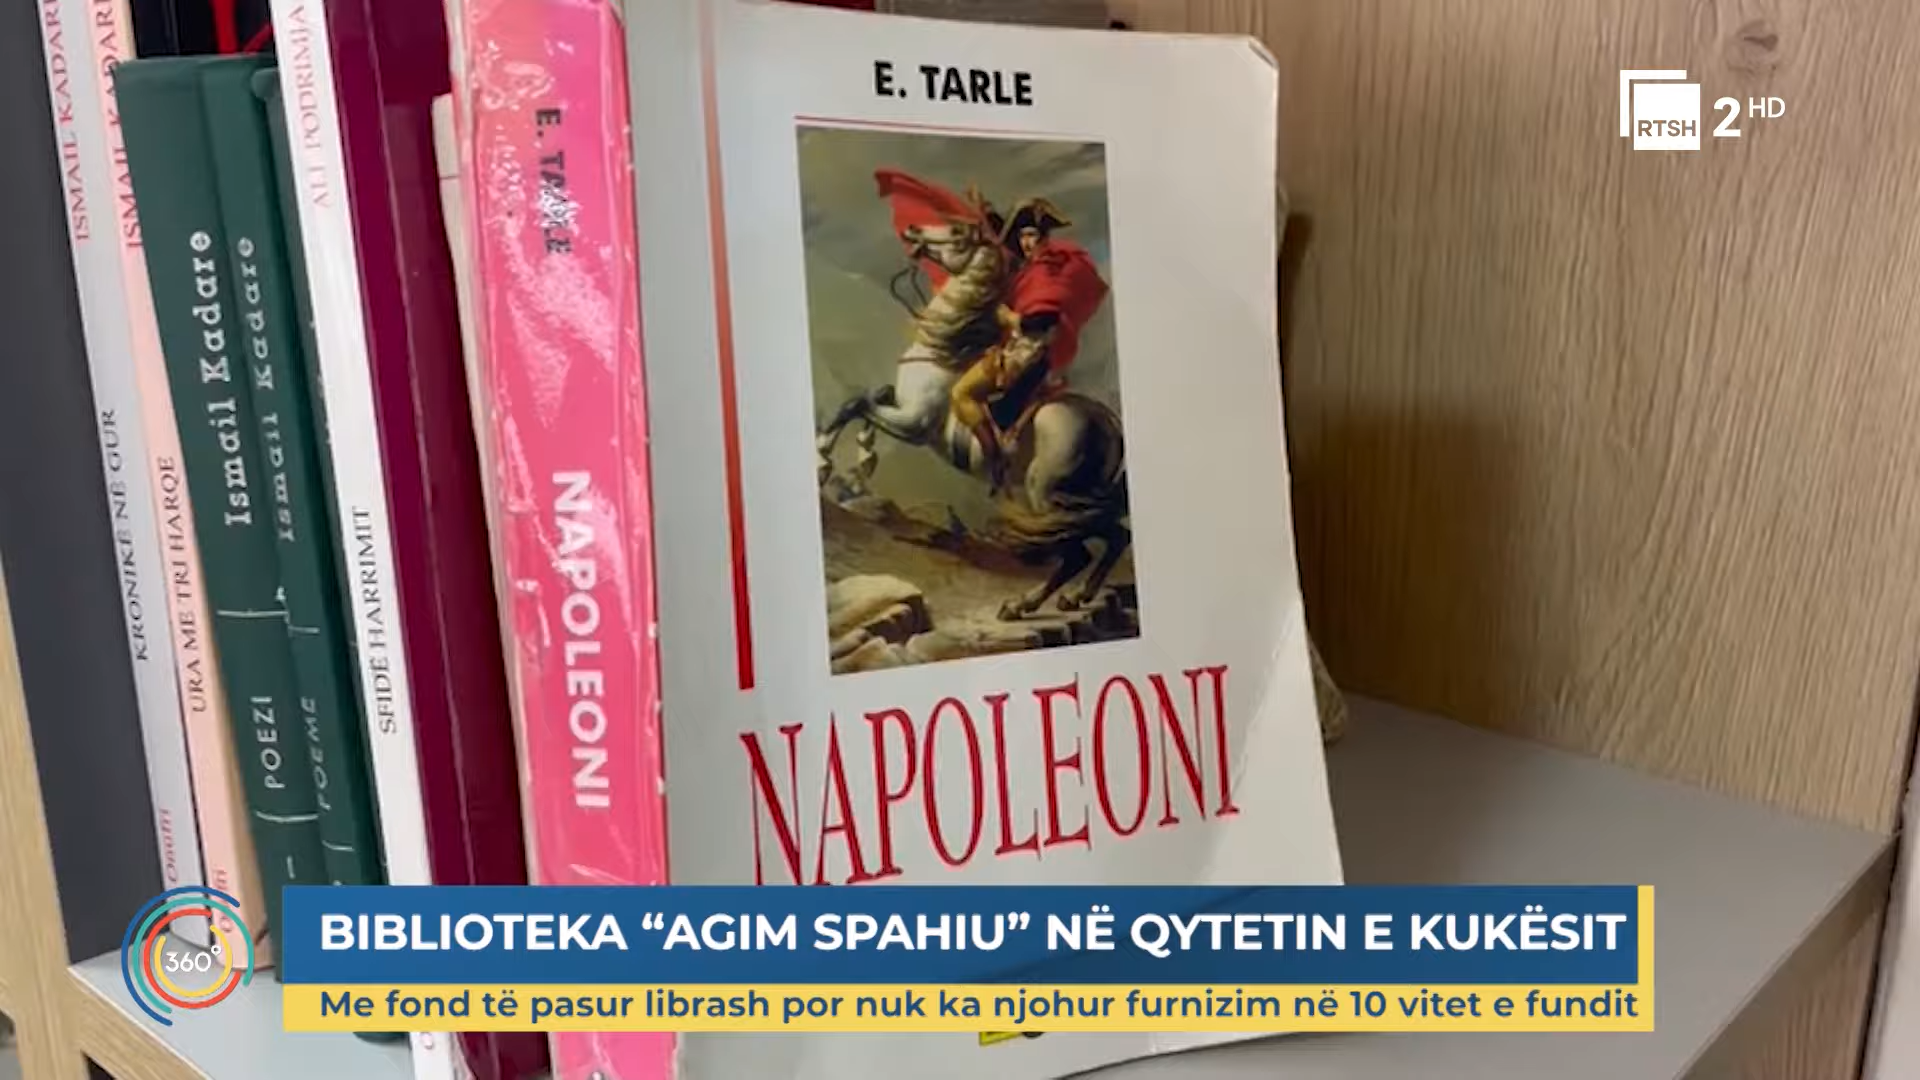 ISMAIL KADARE
KRONIKË NË GUR
Onufri
ISMAIL KADARE
URA ME TRI HARQE
Ismail Kadare
POEZI
Ismail Kadare
POEME
ALI PODRIMJA
SFIDË HARRIMIT
E. TARLE
NAPOLEONI
E. TARLE
NAPOLEONI
RTSH 2 HD
360°
BIBLIOTEKA “AGIM SPAHIU” NË QYTETIN E KUKËSIT
Me fond të pasur librash por nuk ka njohur furnizim në 10 vitet e fundit